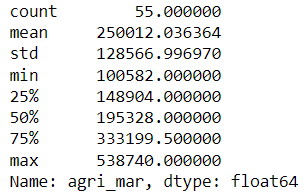 count 55.000000
mean 250012.036364
std 128566.996970
min 100582.000000
25% 148904.000000
50% 195328.000000
75% 333199.500000
max 538740.000000
Name: agri_mar, dtype: float64